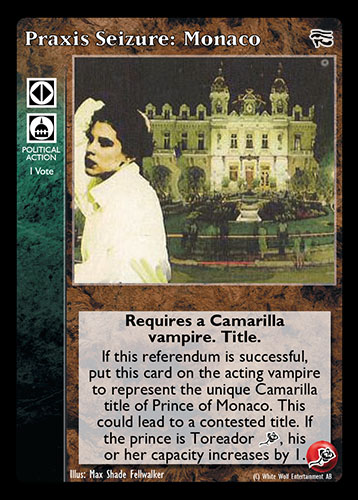 Praxis Seizure: Monaco
POLITICAL
ACTION
1 Vote
Requires a Camarilla
vampire. Title.
If this referendum is successful,
put this card on the acting vampire
to represent the unique Camarilla
title of Prince of Monaco. This
could lead to a contested title. If
the prince is Toreador , his
or her capacity increases by 1.
Illus: Max Shade Fellwalker
(C) White Wolf Entertainment AB